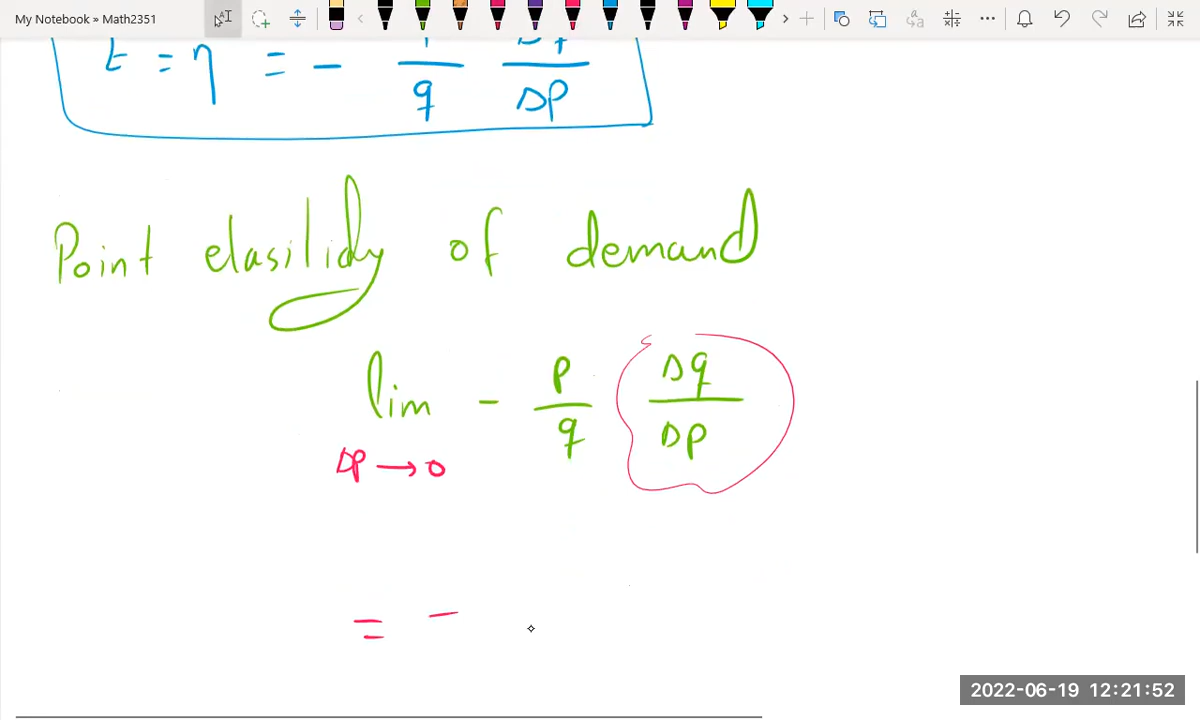 My Notebook » Math2351
E = η = - p/q Δq/Δp
Point elasilidy of demand
lim - p/q Δq/Δp
Δp → 0
= -
2022-06-19 12:21:52